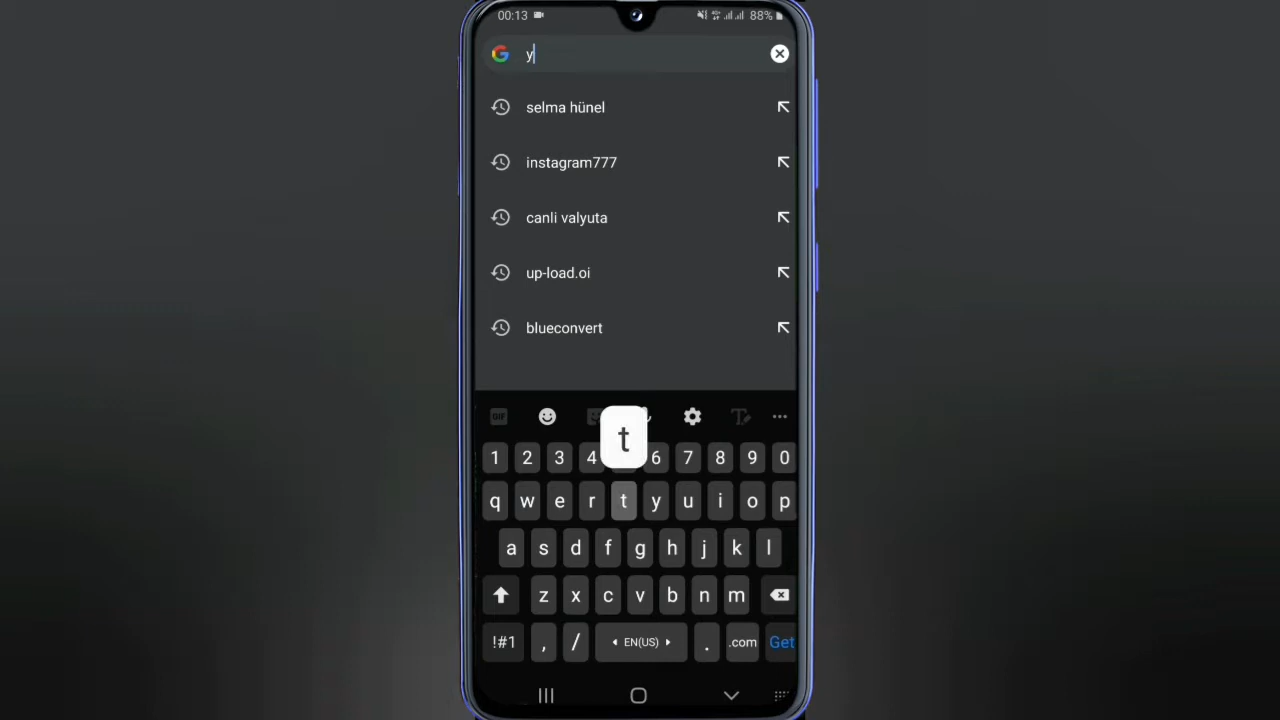 00:13 88%
y
selma hünel
instagram777
canli valyuta
up-load.oi
blueconvert
GIF t T
1 2 3 4 6 7 8 9 0
q w e r t y u i o p
a s d f g h j k l
z x c v b n m
!#1 , / EN(US) . .com Get